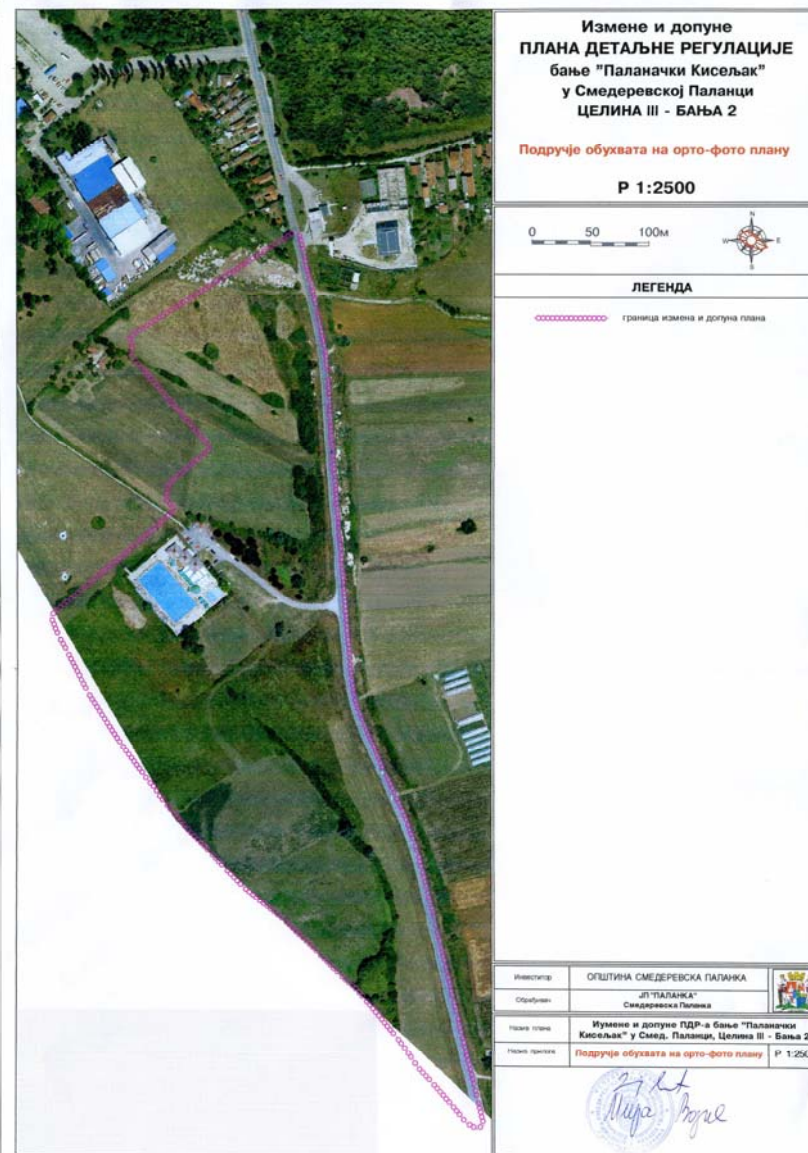 Измене и допуне
ПЛАНА ДЕТАЉНЕ РЕГУЛАЦИЈЕ
бање "Паланачки Кисељак"
у Смедеревској Паланци
ЦЕЛИНА III - БАЊА 2
Подручје обухвата на орто-фото плану
Р 1:2500
0 50 100м
N
W E
S
ЛЕГЕНДА
граница измена и допуна плана
Инвеститор ОПШТИНА СМЕДЕРЕВСКА ПАЛАНКА
Обрађивач ЈП "ПАЛАНКА"
Смедеревска Паланка
Назив плана Иумене и допуне ПДР-а бање "Паланачки
Кисељак" у Смед. Паланци, Целина III - Бања 2
Назив прилога Подручје обухвата на орто-фото плану Р 1:250